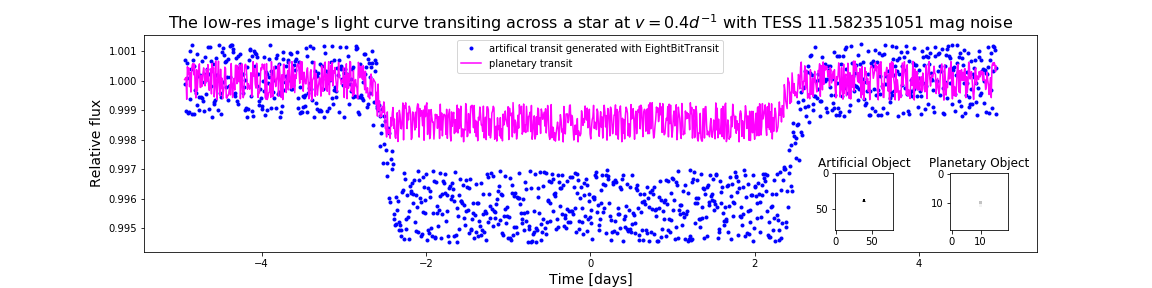 The low-res image's light curve transiting across a star at v = 0.4d⁻¹ with TESS 11.582351051 mag noise
artifical transit generated with EightBitTransit
planetary transit
Relative flux
1.001
1.000
0.999
0.998
0.997
0.996
0.995
Artificial Object
0
50
0 50
Planetary Object
0
10
0 10
−4 −2 0 2 4
Time [days]